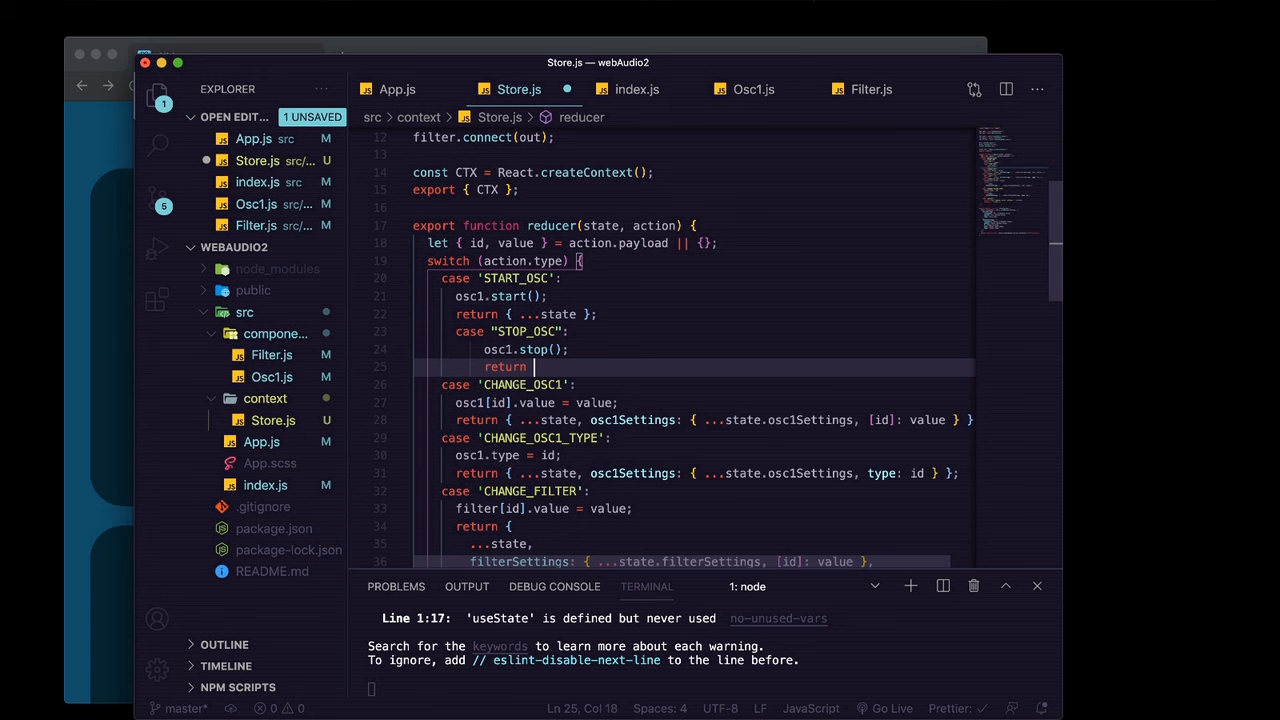 Store.js — webAudio2
EXPLORER
OPEN EDIT...
1 UNSAVED
App.js src M
Store.js src/... U
index.js src M
Osc1.js src/... M
Filter.js src/... M
WEBAUDIO2
node_modules
public
src
compone...
Filter.js M
Osc1.js M
context
Store.js U
App.js M
App.scss
index.js M
.gitignore
package.json
package-lock.json
README.md
OUTLINE
TIMELINE
NPM SCRIPTS
1
5
App.js
Store.js
index.js
Osc1.js
Filter.js
src > context > Store.js > reducer
12 filter.connect(out);
13
14 const CTX = React.createContext();
15 export { CTX };
16
17 export function reducer(state, action) {
18 let { id, value } = action.payload || {};
19 switch (action.type) {
20 case 'START_OSC':
21 osc1.start();
22 return { ...state };
23 case "STOP_OSC":
24 osc1.stop();
25 return
26 case 'CHANGE_OSC1':
27 osc1[id].value = value;
28 return { ...state, osc1Settings: { ...state.osc1Settings, [id]: value } }
29 case 'CHANGE_OSC1_TYPE':
30 osc1.type = id;
31 return { ...state, osc1Settings: { ...state.osc1Settings, type: id } };
32 case 'CHANGE_FILTER':
33 filter[id].value = value;
34 return {
35 ...state,
36 filterSettings: { ...state.filterSettings, [id]: value },
PROBLEMS OUTPUT DEBUG CONSOLE TERMINAL 1: node
Line 1:17: 'useState' is defined but never used no-unused-vars
Search for the keywords to learn more about each warning.
To ignore, add // eslint-disable-next-line to the line before.
master* 0 0 Ln 25, Col 18 Spaces: 4 UTF-8 LF JavaScript Go Live Prettier: ✓